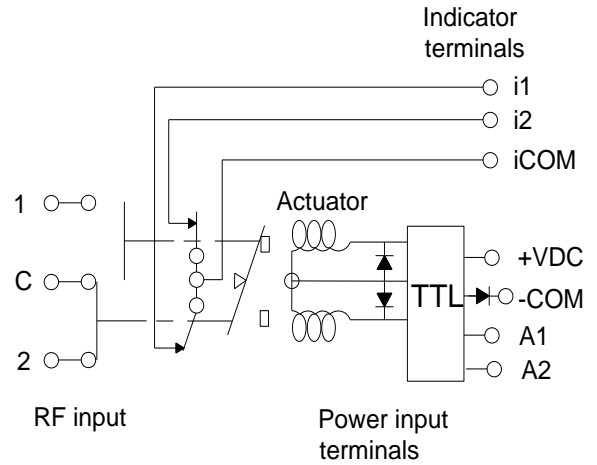 Indicator
terminals
i1
i2
iCOM
1
Actuator
+VDC
C
TTL
-COM
A1
2
A2
RF input
Power input
terminals